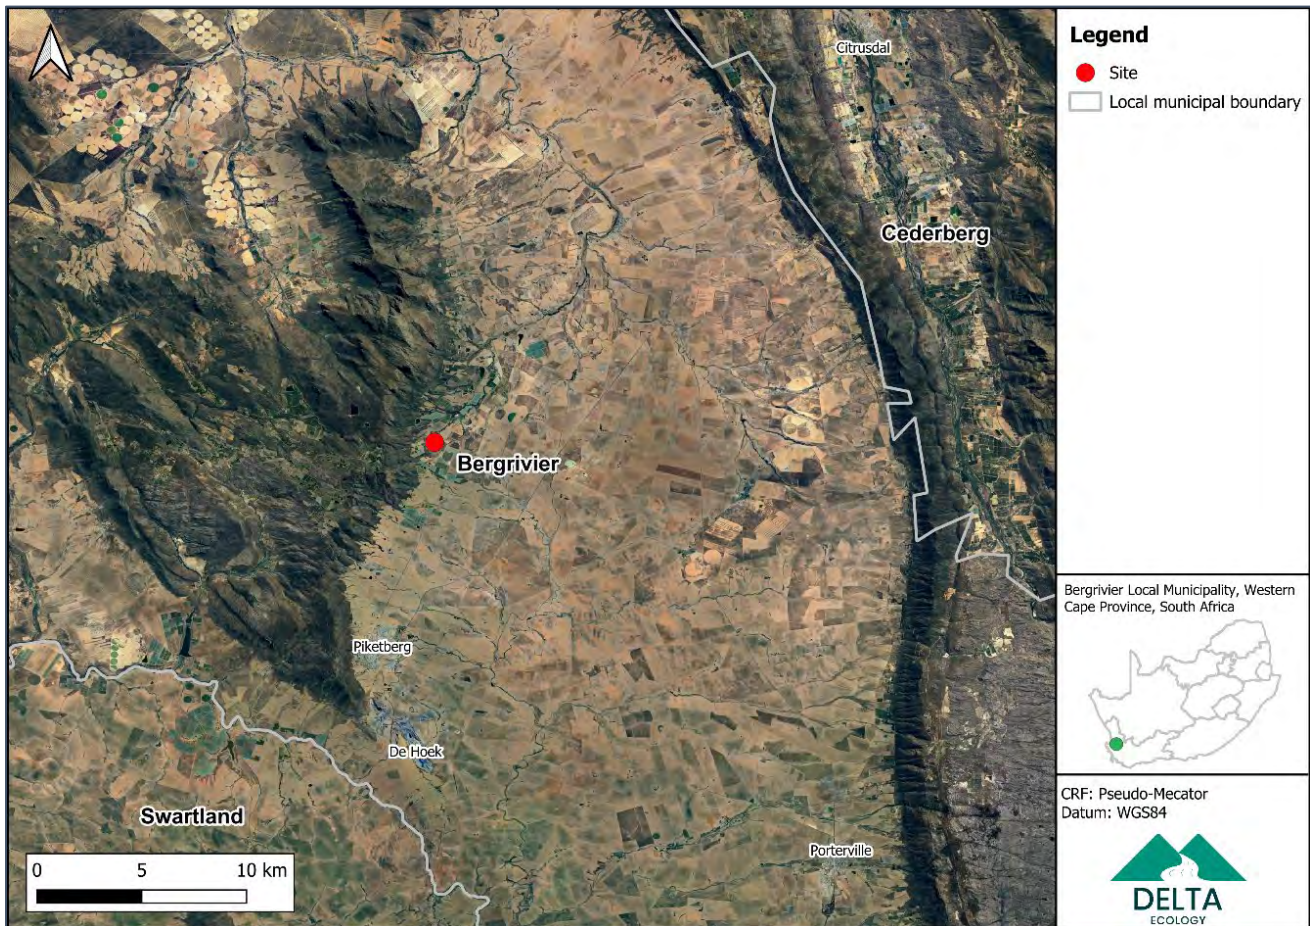 Citrusdal
Cederberg
Bergrivier
Piketberg
De Hoek
Swartland
Porterville
0 5 10 km
Legend
Site
Local municipal boundary
Bergrivier Local Municipality, Western
Cape Province, South Africa
CRF: Pseudo-Mecator
Datum: WGS84
DELTA
ECOLOGY